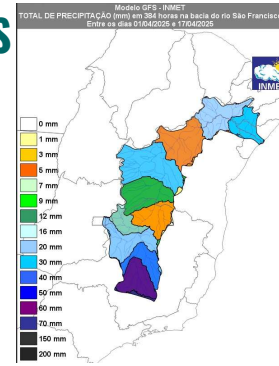 Modelo GFS - INMET
TOTAL DE PRECIPITAÇÃO (mm) em 384 horas na bacia do rio São Francisco
Entre os dias 01/04/2025 e 17/04/2025
S
INMET
0 mm
1 mm
3 mm
5 mm
7 mm
9 mm
12 mm
16 mm
20 mm
30 mm
40 mm
50 mm
60 mm
70 mm
150 mm
200 mm